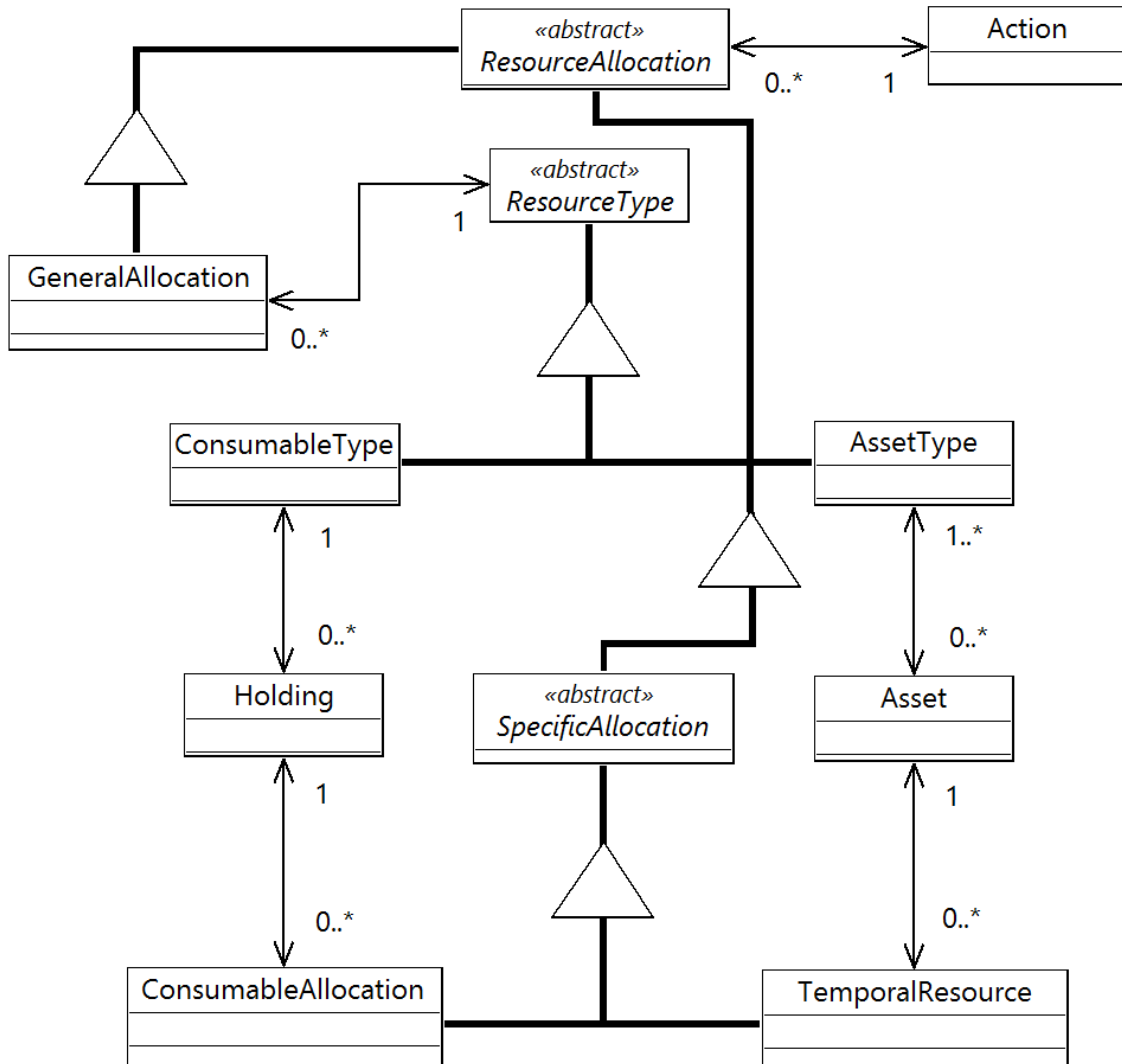 «abstract»
ResourceAllocation
Action
0..*
1
«abstract»
ResourceType
1
GeneralAllocation
0..*
ConsumableType
AssetType
1
1..*
0..*
0..*
Holding
«abstract»
SpecificAllocation
Asset
1
1
0..*
0..*
ConsumableAllocation
TemporalResource